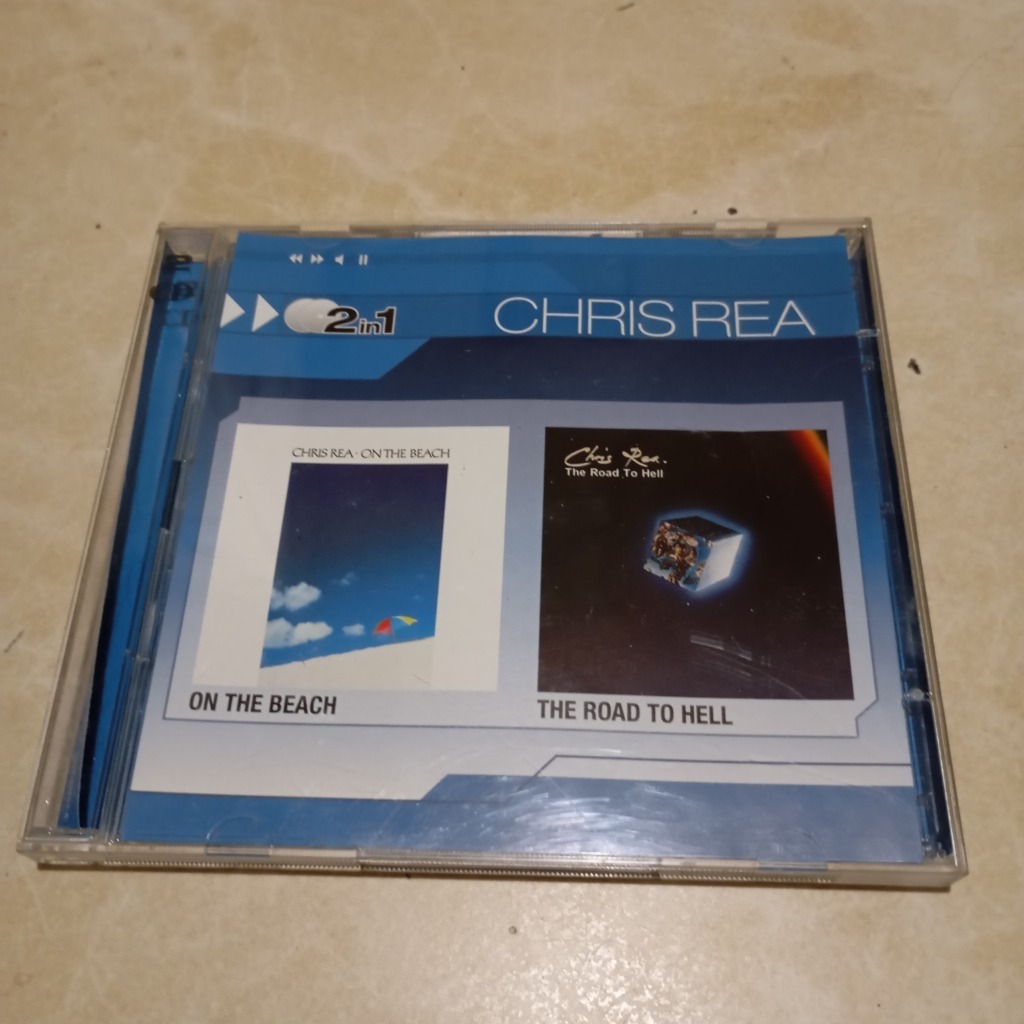 2in1
CHRIS REA
CHRIS REA · ON THE BEACH
Chris Rea.
The Road To Hell
ON THE BEACH
THE ROAD TO HELL